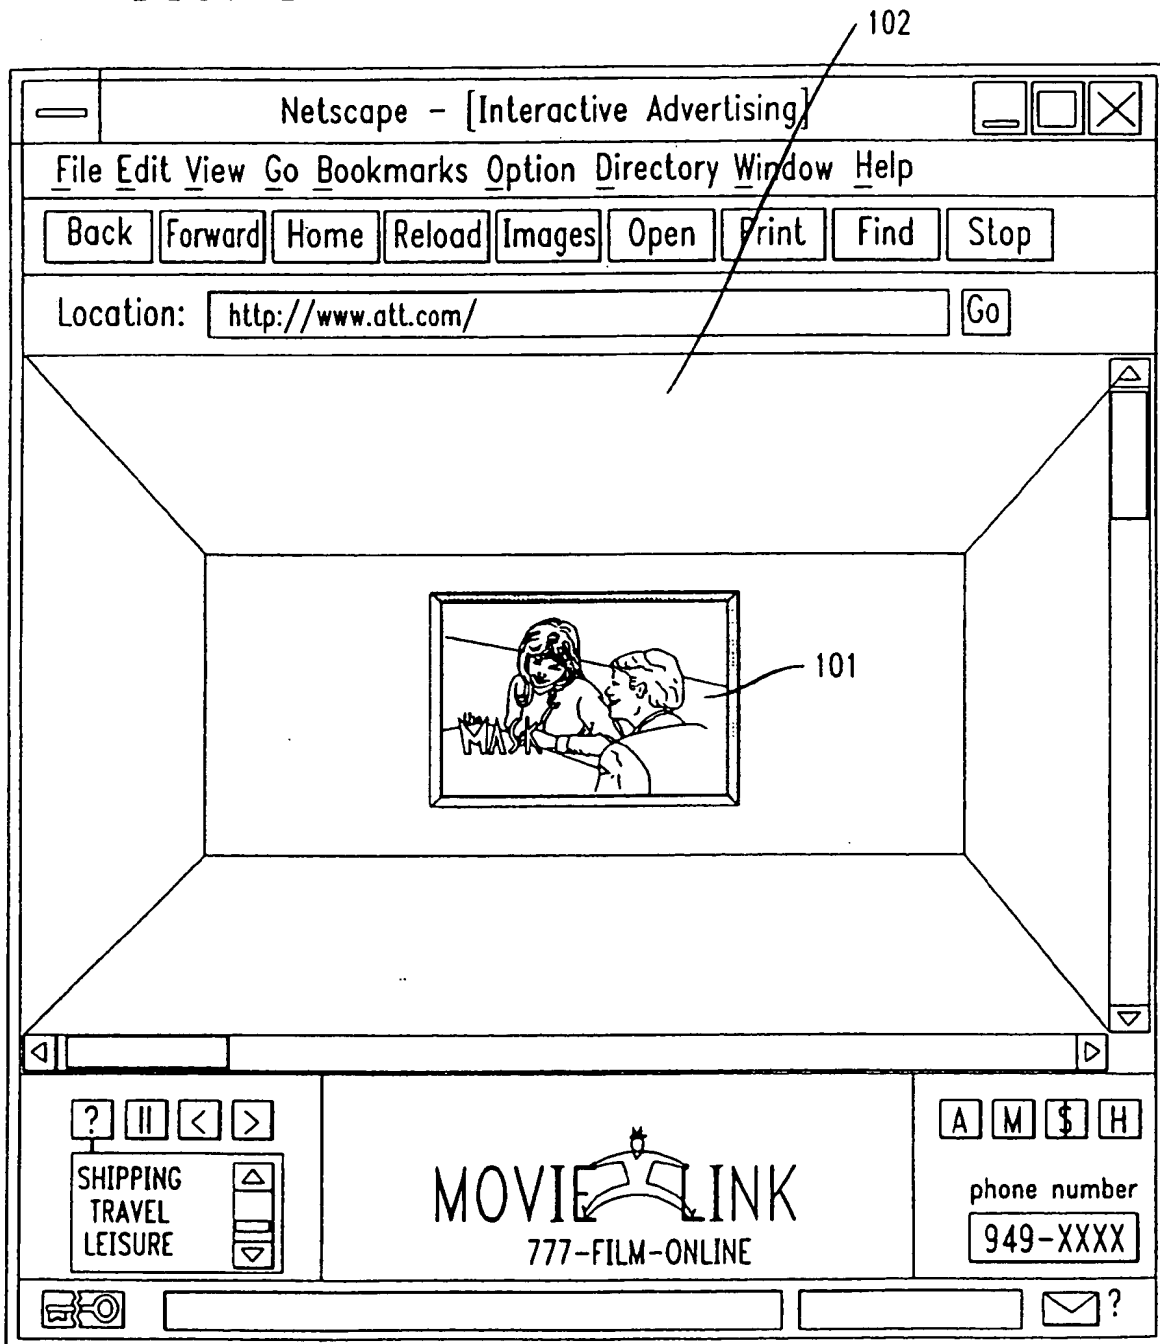 102
Netscape - [Interactive Advertising]
File Edit View Go Bookmarks Option Directory Window Help
Back Forward Home Reload Images Open Print Find Stop
Location: http://www.att.com/ Go
101
the
MASK
? || < > A M $ H
SHIPPING
TRAVEL
LEISURE
MOVIE LINK
777-FILM-ONLINE
phone number
949-XXXX
?